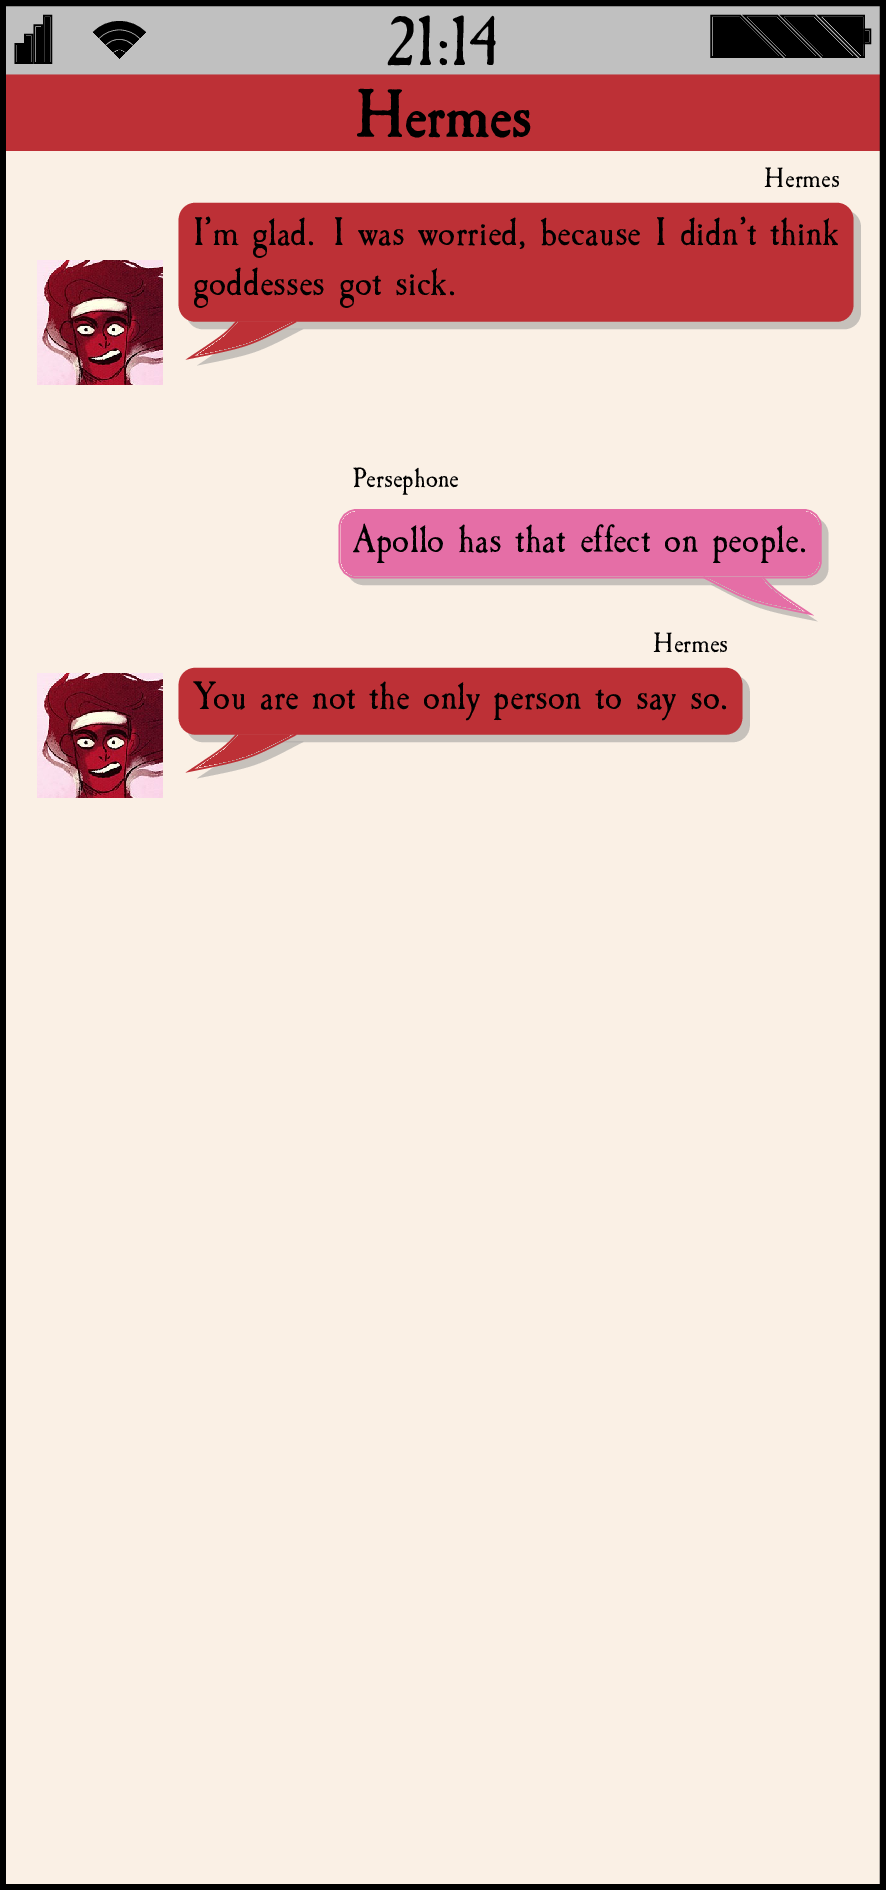 21:14
Hermes
Hermes
I'm glad. I was worried, because I didn't think
goddesses got sick.
Persephone
Apollo has that effect on people.
Hermes
You are not the only person to say so.